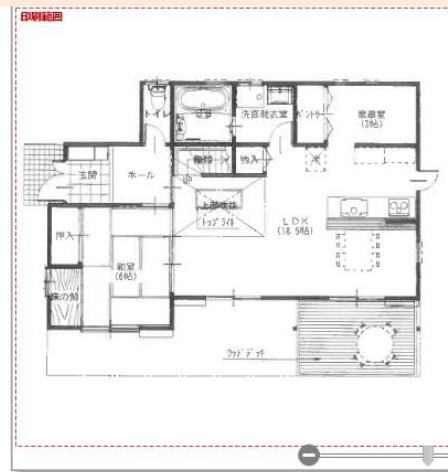 印刷範囲
トイレ
洗面脱衣室
パントリー
家事室
(3帖)
玄関
ホール
階段
物入
冷
上部吹抜
トップライト
LDK
(18.5帖)
押入
和室
(6帖)
床の間
ウッドデッキ